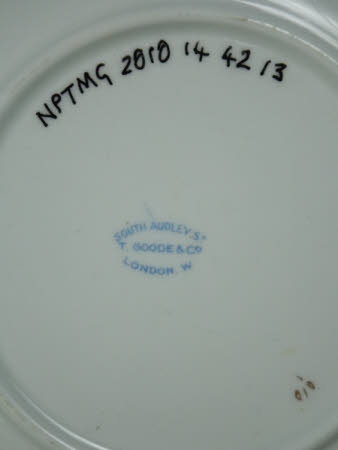 NPTMG 2010 14 42 13
SOUTH AUDLEY ST
T. GOODE & CO
LONDON. W